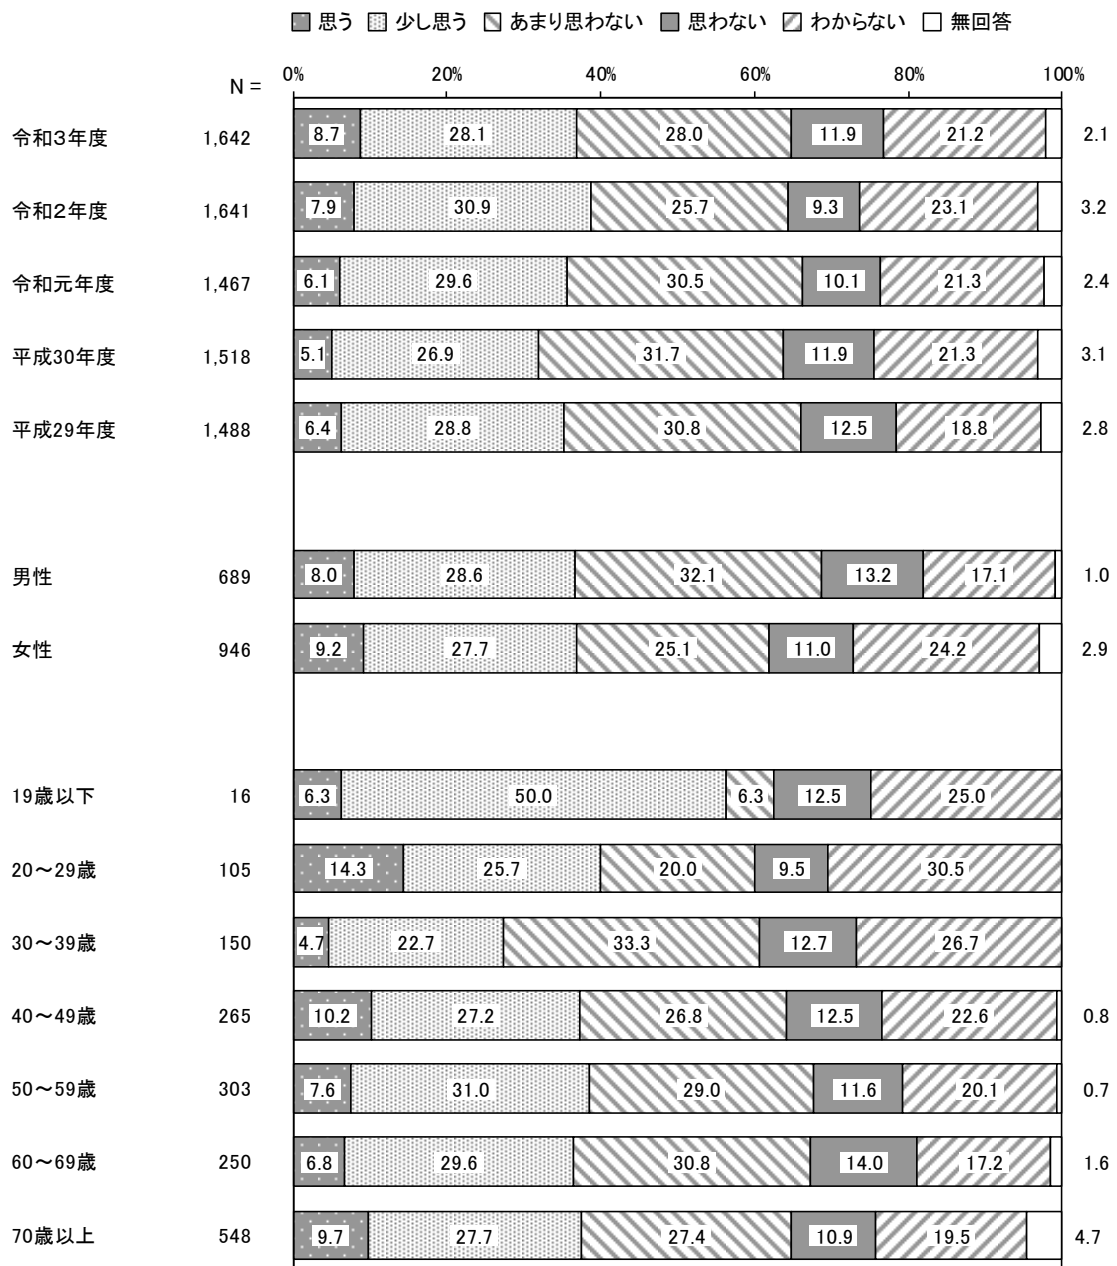 思う 少し思う あまり思わない 思わない わからない 無回答
N = 0% 20% 40% 60% 80% 100%
令和3年度 1,642 8.7 28.1 28.0 11.9 21.2 2.1
令和2年度 1,641 7.9 30.9 25.7 9.3 23.1 3.2
令和元年度 1,467 6.1 29.6 30.5 10.1 21.3 2.4
平成30年度 1,518 5.1 26.9 31.7 11.9 21.3 3.1
平成29年度 1,488 6.4 28.8 30.8 12.5 18.8 2.8
男性 689 8.0 28.6 32.1 13.2 17.1 1.0
女性 946 9.2 27.7 25.1 11.0 24.2 2.9
19歳以下 16 6.3 50.0 6.3 12.5 25.0
20～29歳 105 14.3 25.7 20.0 9.5 30.5
30～39歳 150 4.7 22.7 33.3 12.7 26.7
40～49歳 265 10.2 27.2 26.8 12.5 22.6 0.8
50～59歳 303 7.6 31.0 29.0 11.6 20.1 0.7
60～69歳 250 6.8 29.6 30.8 14.0 17.2 1.6
70歳以上 548 9.7 27.7 27.4 10.9 19.5 4.7